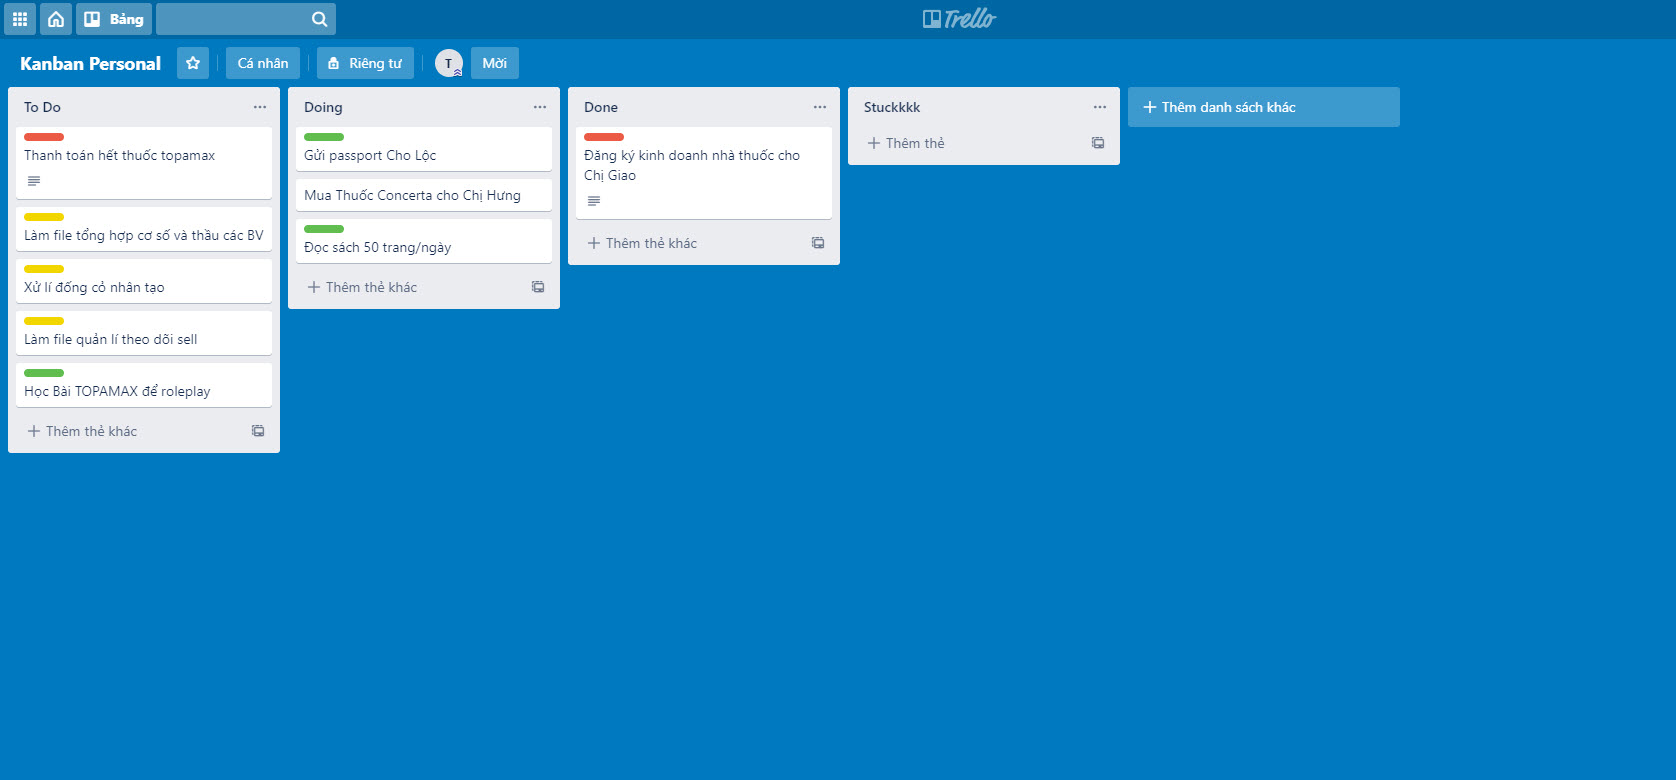 Bảng
Trello
Kanban Personal
Cá nhân
Riêng tư
T
Mời
To Do
Thanh toán hết thuốc topamax
Làm file tổng hợp cơ số và thầu các BV
Xử lí đống cỏ nhân tạo
Làm file quản lí theo dõi sell
Học Bài TOPAMAX để roleplay
+ Thêm thẻ khác
Doing
Gửi passport Cho Lộc
Mua Thuốc Concerta cho Chị Hưng
Đọc sách 50 trang/ngày
+ Thêm thẻ khác
Done
Đăng ký kinh doanh nhà thuốc cho
Chị Giao
+ Thêm thẻ khác
Stuckkkk
+ Thêm thẻ
+ Thêm danh sách khác